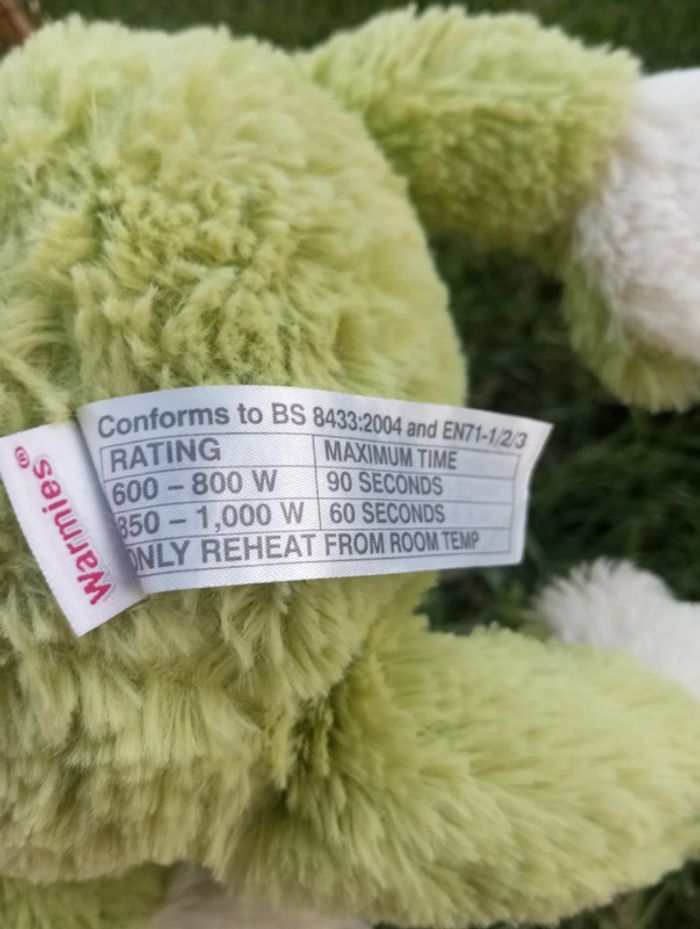 Conforms to BS 8433:2004 and EN71-1/2/3
RATING MAXIMUM TIME
600 – 800 W 90 SECONDS
850 – 1,000 W 60 SECONDS
ONLY REHEAT FROM ROOM TEMP
Warmies®